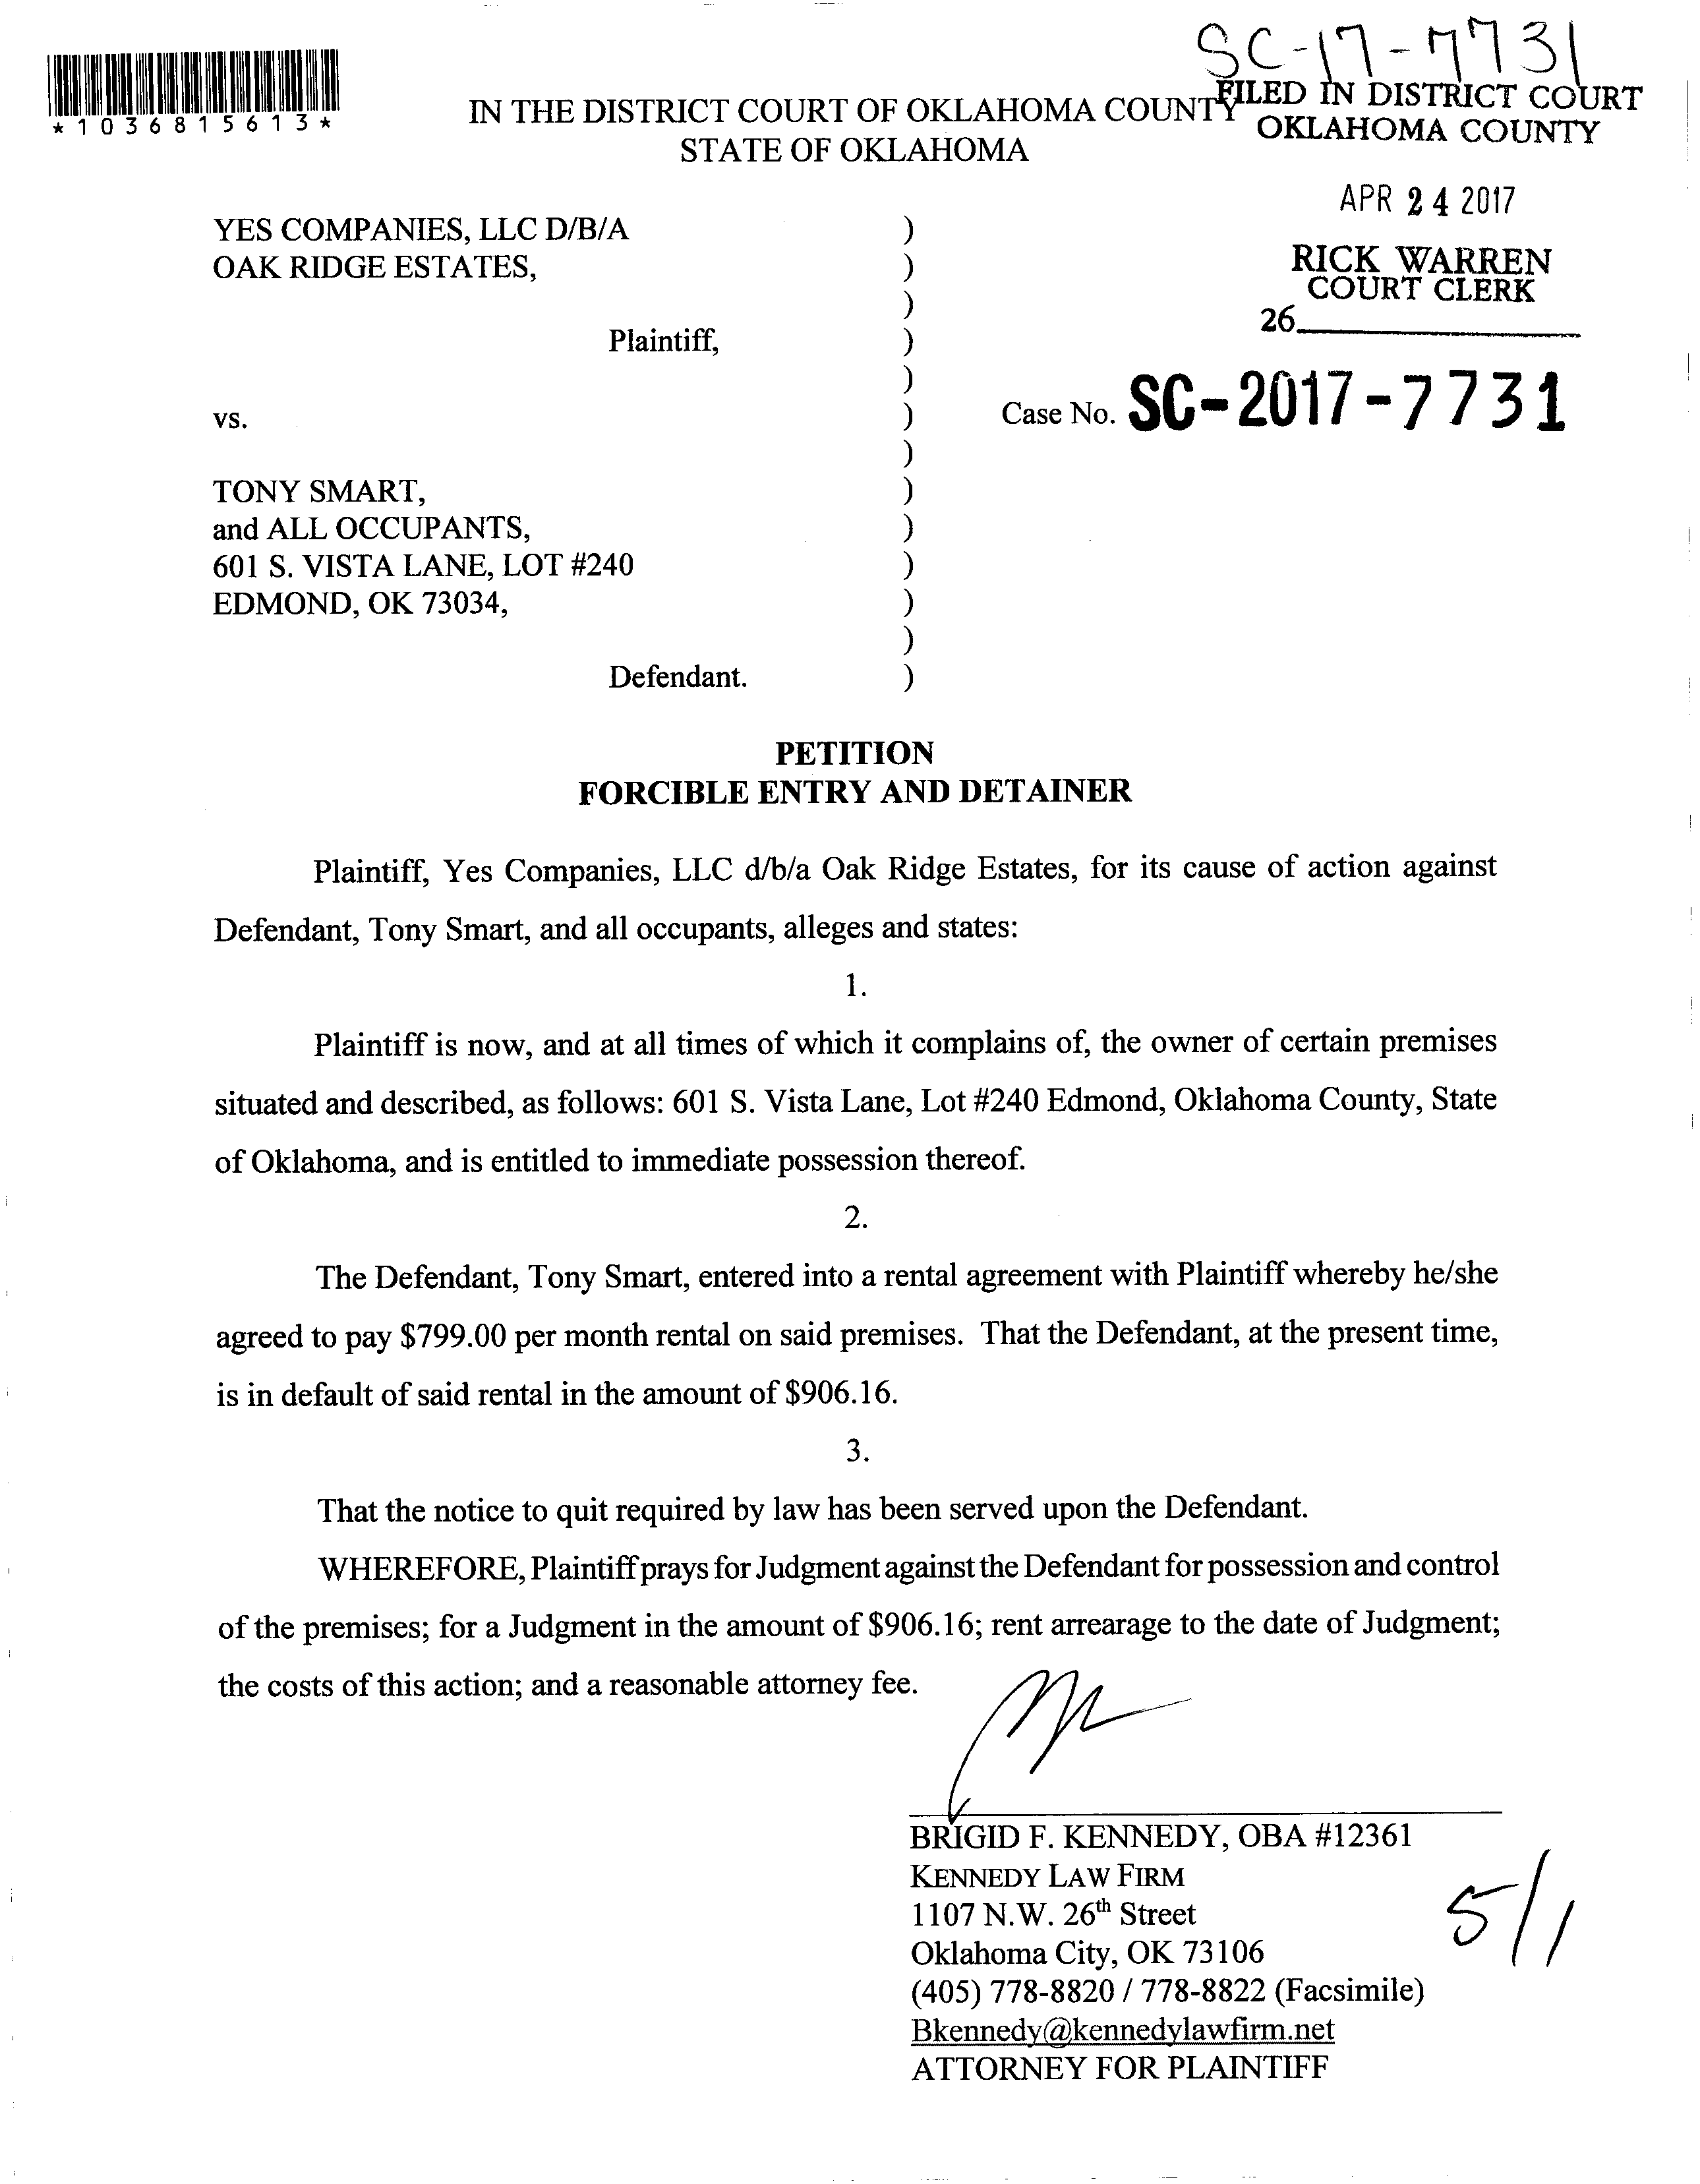 SC-17-7731
*1036815613*
IN THE DISTRICT COURT OF OKLAHOMA COUNTY
STATE OF OKLAHOMA
FILED IN DISTRICT COURT
OKLAHOMA COUNTY
APR 24 2017
RICK WARREN
COURT CLERK
26
YES COMPANIES, LLC D/B/A )
OAK RIDGE ESTATES, )
)
Plaintiff, )
)
vs. ) Case No. SC-2017-7731
)
TONY SMART, )
and ALL OCCUPANTS, )
601 S. VISTA LANE, LOT #240 )
EDMOND, OK 73034, )
)
Defendant. )
PETITION
FORCIBLE ENTRY AND DETAINER
Plaintiff, Yes Companies, LLC d/b/a Oak Ridge Estates, for its cause of action against
Defendant, Tony Smart, and all occupants, alleges and states:
1.
Plaintiff is now, and at all times of which it complains of, the owner of certain premises
situated and described, as follows: 601 S. Vista Lane, Lot #240 Edmond, Oklahoma County, State
of Oklahoma, and is entitled to immediate possession thereof.
2.
The Defendant, Tony Smart, entered into a rental agreement with Plaintiff whereby he/she
agreed to pay $799.00 per month rental on said premises. That the Defendant, at the present time,
is in default of said rental in the amount of $906.16.
3.
That the notice to quit required by law has been served upon the Defendant.
WHEREFORE, Plaintiff prays for Judgment against the Defendant for possession and control
of the premises; for a Judgment in the amount of $906.16; rent arrearage to the date of Judgment;
the costs of this action; and a reasonable attorney fee.
BRIGID F. KENNEDY, OBA #12361
KENNEDY LAW FIRM
1107 N.W. 26th Street
Oklahoma City, OK 73106
(405) 778-8820 / 778-8822 (Facsimile)
Bkennedy@kennedylawfirm.net
ATTORNEY FOR PLAINTIFF
5/1